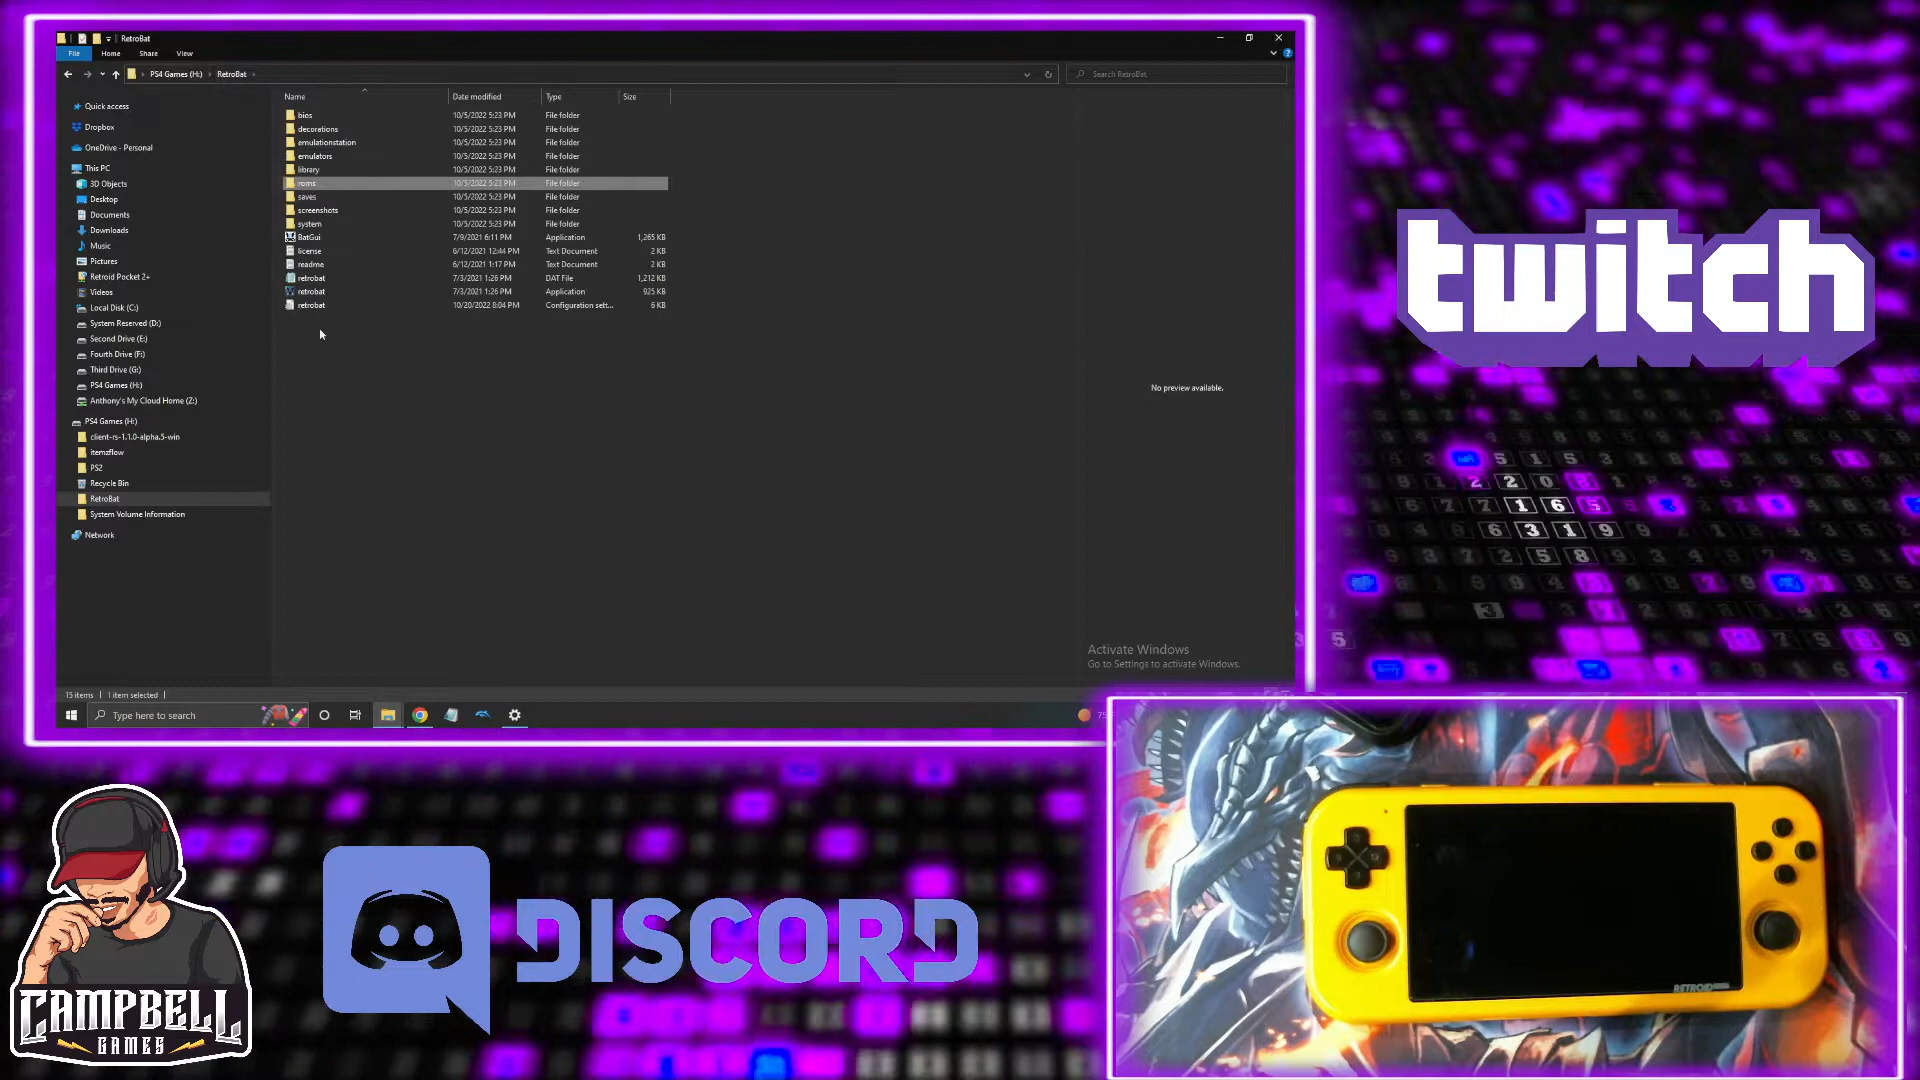 RetroBat
File Home Share View
PS4 Games (H:) RetroBat
Search RetroBat
Name Date modified Type Size
bios 10/5/2022 5:23 PM File folder
decorations 10/5/2022 5:23 PM File folder
emulationstation 10/5/2022 5:23 PM File folder
emulators 10/5/2022 5:23 PM File folder
library 10/5/2022 5:23 PM File folder
roms 10/5/2022 5:23 PM File folder
saves 10/5/2022 5:23 PM File folder
screenshots 10/5/2022 5:23 PM File folder
system 10/5/2022 5:23 PM File folder
BatGui 7/9/2021 6:11 PM Application 1,265 KB
license 6/12/2021 12:44 PM Text Document 2 KB
readme 6/12/2021 1:17 PM Text Document 2 KB
retrobat 7/3/2021 1:26 PM DAT File 1,212 KB
retrobat 7/3/2021 1:26 PM Application 925 KB
retrobat 10/20/2022 8:04 PM Configuration sett... 6 KB
Quick access
Dropbox
OneDrive - Personal
This PC
3D Objects
Desktop
Documents
Downloads
Music
Pictures
Retroid Pocket 2+
Videos
Local Disk (C:)
System Reserved (D:)
Second Drive (E:)
Fourth Drive (F:)
Third Drive (G:)
PS4 Games (H:)
Anthony's My Cloud Home (Z:)
PS4 Games (H:)
client-rs-1.1.0-alpha.5-win
itemzflow
PS2
Recycle Bin
RetroBat
System Volume Information
Network
No preview available.
Activate Windows
Go to Settings to activate Windows.
15 items 1 item selected
Type here to search
twitch
DISCORD
CAMPBELL
GAMES
RETROID